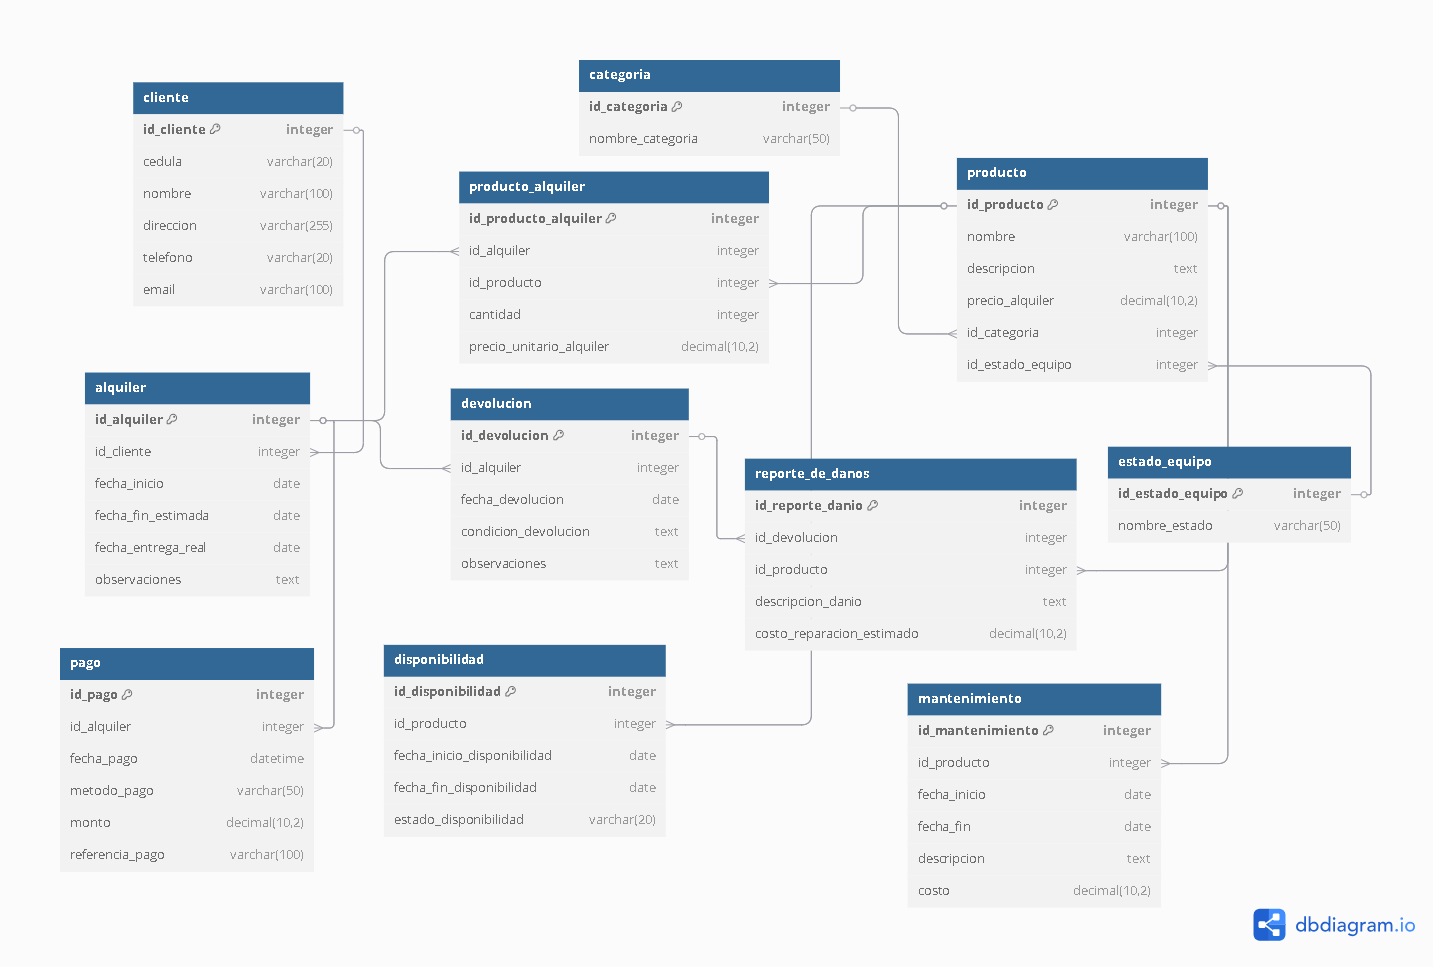 cliente
id_cliente integer
cedula varchar(20)
nombre varchar(100)
direccion varchar(255)
telefono varchar(20)
email varchar(100)
categoria
id_categoria integer
nombre_categoria varchar(50)
producto_alquiler
id_producto_alquiler integer
id_alquiler integer
id_producto integer
cantidad integer
precio_unitario_alquiler decimal(10,2)
producto
id_producto integer
nombre varchar(100)
descripcion text
precio_alquiler decimal(10,2)
id_categoria integer
id_estado_equipo integer
alquiler
id_alquiler integer
id_cliente integer
fecha_inicio date
fecha_fin_estimada date
fecha_entrega_real date
observaciones text
devolucion
id_devolucion integer
id_alquiler integer
fecha_devolucion date
condicion_devolucion text
observaciones text
reporte_de_danos
id_reporte_danio integer
id_devolucion integer
id_producto integer
descripcion_danio text
costo_reparacion_estimado decimal(10,2)
estado_equipo
id_estado_equipo integer
nombre_estado varchar(50)
pago
id_pago integer
id_alquiler integer
fecha_pago datetime
metodo_pago varchar(50)
monto decimal(10,2)
referencia_pago varchar(100)
disponibilidad
id_disponibilidad integer
id_producto integer
fecha_inicio_disponibilidad date
fecha_fin_disponibilidad date
estado_disponibilidad varchar(20)
mantenimiento
id_mantenimiento integer
id_producto integer
fecha_inicio date
fecha_fin date
descripcion text
costo decimal(10,2)
dbdiagram.io